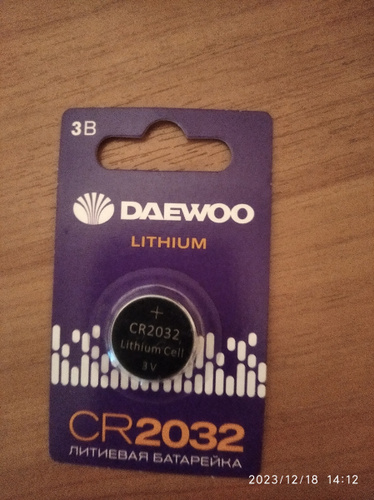 3В
DAEWOO
LITHIUM
+
CR2032
Lithium Cell
3V
CR2032
ЛИТИЕВАЯ БАТАРЕЙКА
2023/12/18 14:12